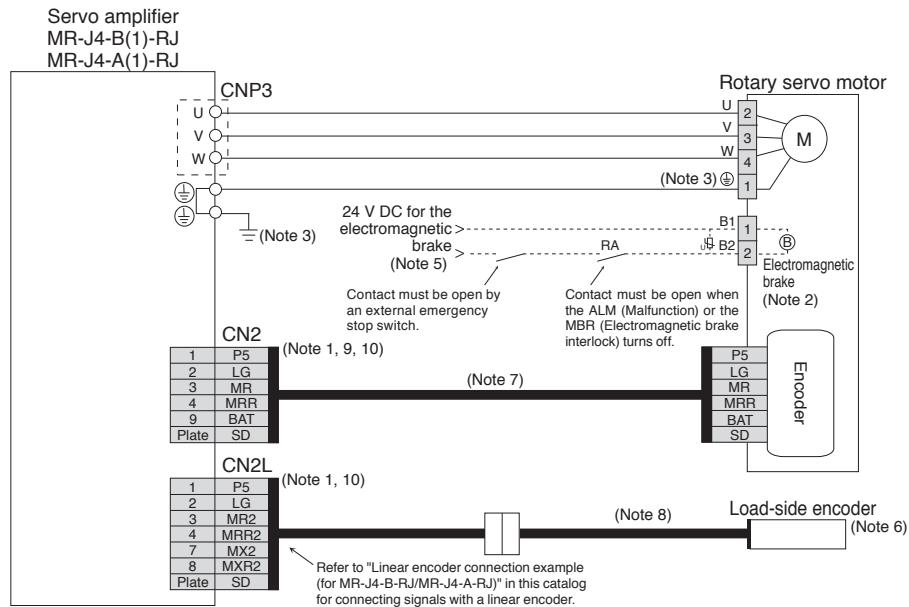 Servo amplifier
MR-J4-B(1)-RJ
MR-J4-A(1)-RJ
CNP3
Rotary servo motor
U
U
2
V
V
3
M
W
W
4
(Note 3)
1
(Note 3)
24 V DC for the
electromagnetic
brake
(Note 5)
B1
1
RA
U
B2
2
B
Electromagnetic
brake
(Note 2)
Contact must be open by
an external emergency
stop switch.
Contact must be open when
the ALM (Malfunction) or the
MBR (Electromagnetic brake
interlock) turns off.
CN2
(Note 1, 9, 10)
1 P5
2 LG
3 MR
4 MRR
9 BAT
Plate SD
(Note 7)
P5
LG
MR
MRR
BAT
SD
Encoder
CN2L
(Note 1, 10)
1 P5
2 LG
3 MR2
4 MRR2
7 MX2
8 MXR2
Plate SD
(Note 8)
Load-side encoder
(Note 6)
Refer to "Linear encoder connection example
(for MR-J4-B-RJ/MR-J4-A-RJ)" in this catalog
for connecting signals with a linear encoder.